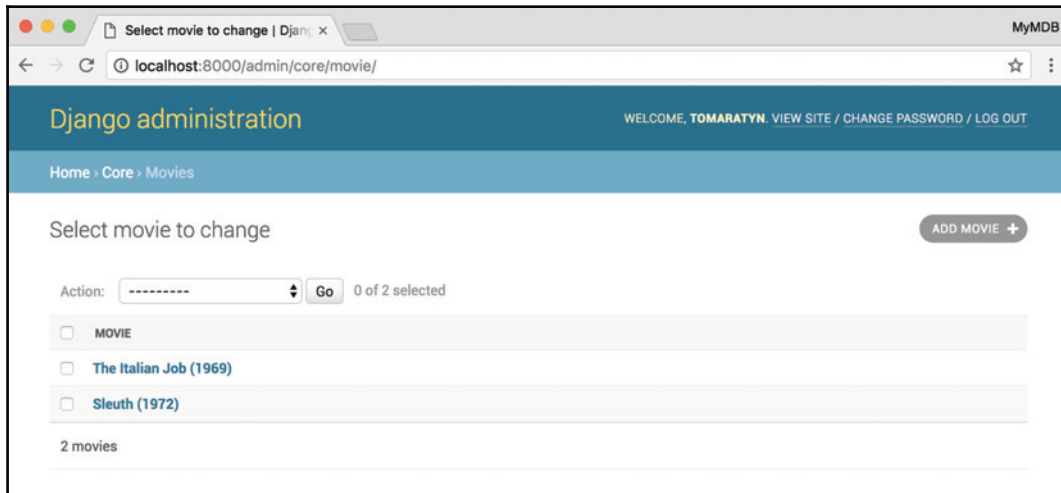 Select movie to change | Djang
MyMDB
localhost:8000/admin/core/movie/
Django administration
WELCOME, TOMARATYN. VIEW SITE / CHANGE PASSWORD / LOG OUT
Home › Core › Movies
Select movie to change
ADD MOVIE +
Action: --------- Go 0 of 2 selected
MOVIE
The Italian Job (1969)
Sleuth (1972)
2 movies